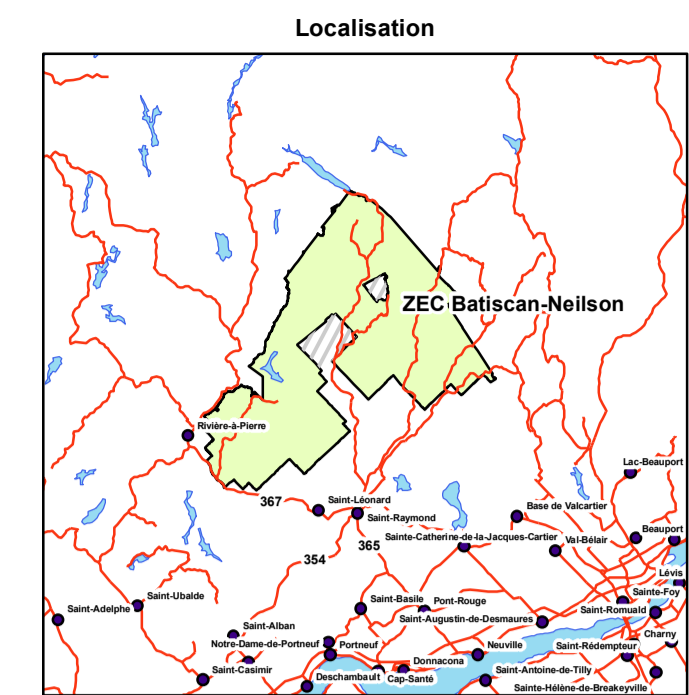 Localisation
ZEC Batiscan-Neilson
Rivière-à-Pierre
Lac-Beauport
367
Saint-Léonard
Saint-Raymond
Base de Valcartier
Beauport
354
365
Sainte-Catherine-de-la-Jacques-Cartier
Val-Bélair
Lévis
Saint-Ubalde
Saint-Adelphe
Saint-Basile
Pont-Rouge
Sainte-Foy
Saint-Romuald
Saint-Augustin-de-Desmaures
Saint-Alban
Charny
Notre-Dame-de-Portneuf
Portneuf
Neuville
Saint-Rédempteur
Donnacona
Saint-Casimir
Deschambault
Cap-Santé
Saint-Antoine-de-Tilly
Sainte-Hélène-de-Breakeyville